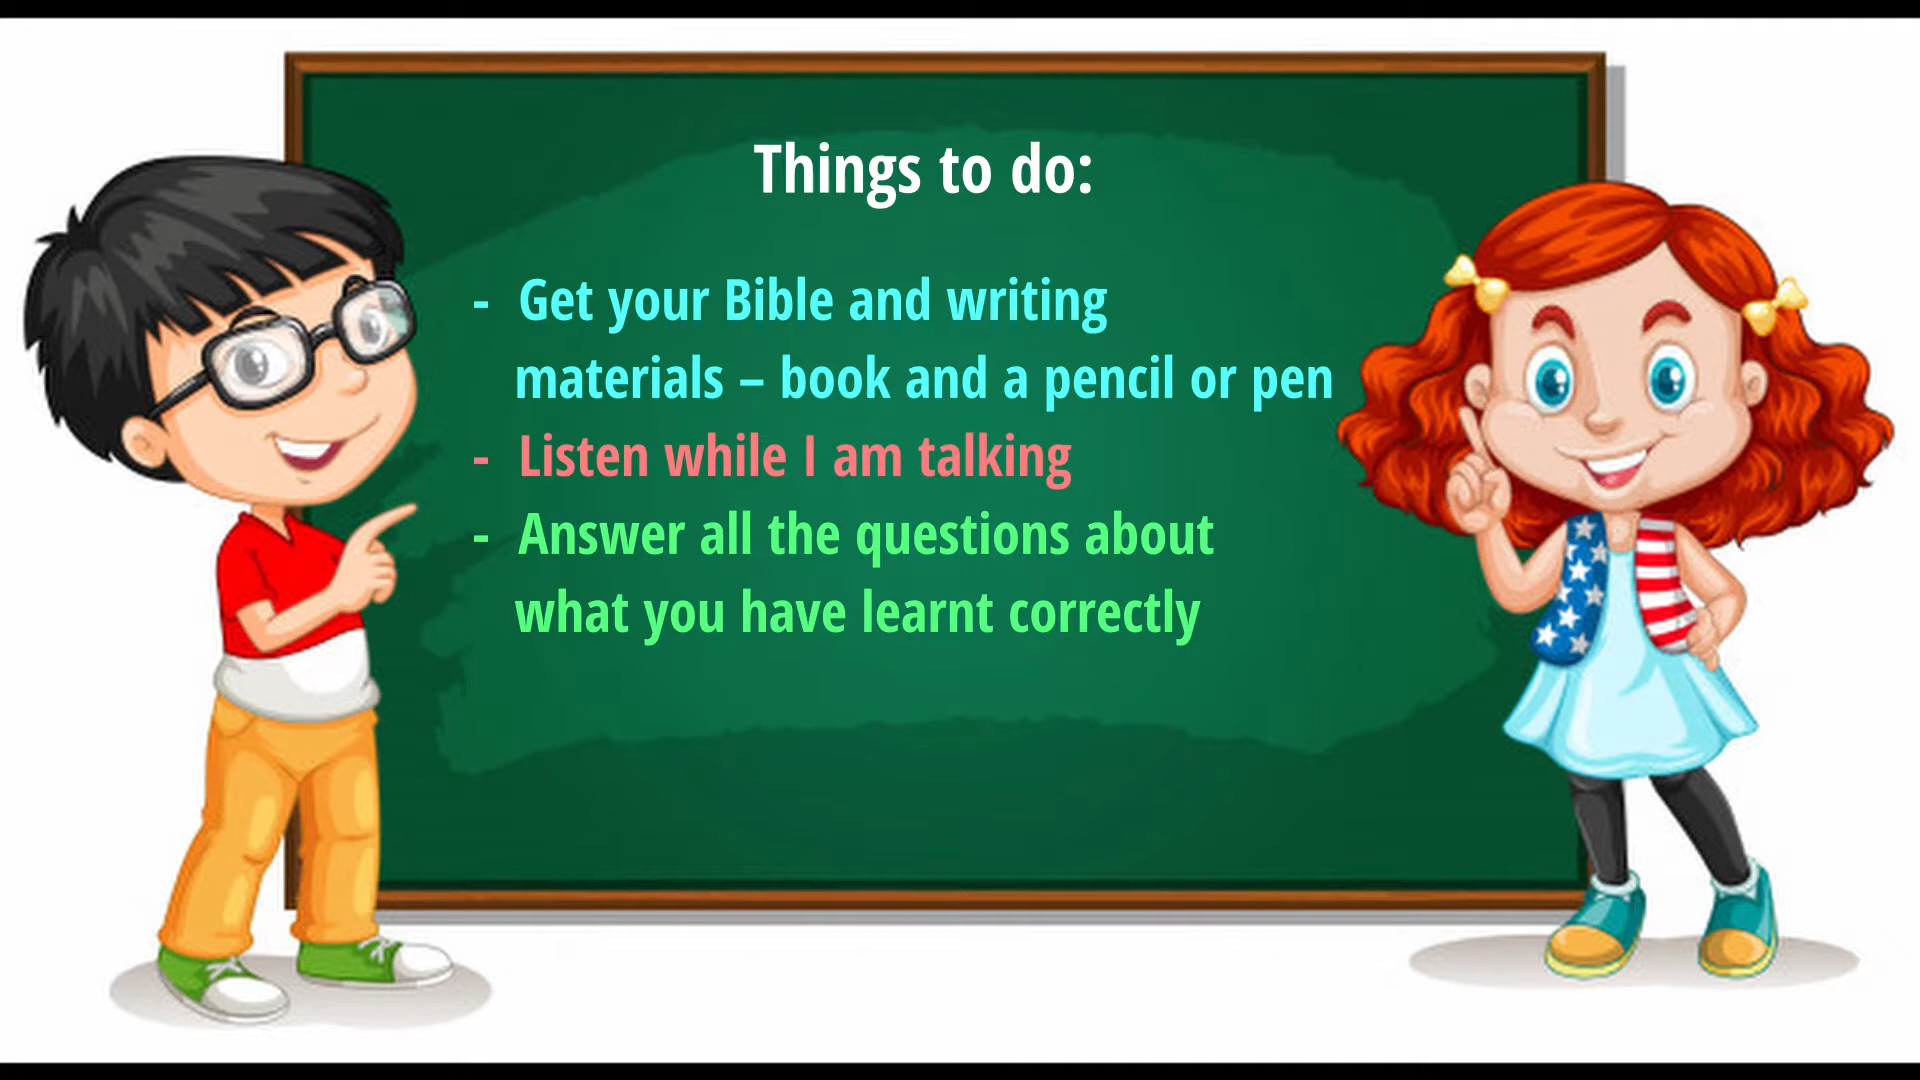 Things to do:
- Get your Bible and writing
materials – book and a pencil or pen
- Listen while I am talking
- Answer all the questions about
what you have learnt correctly